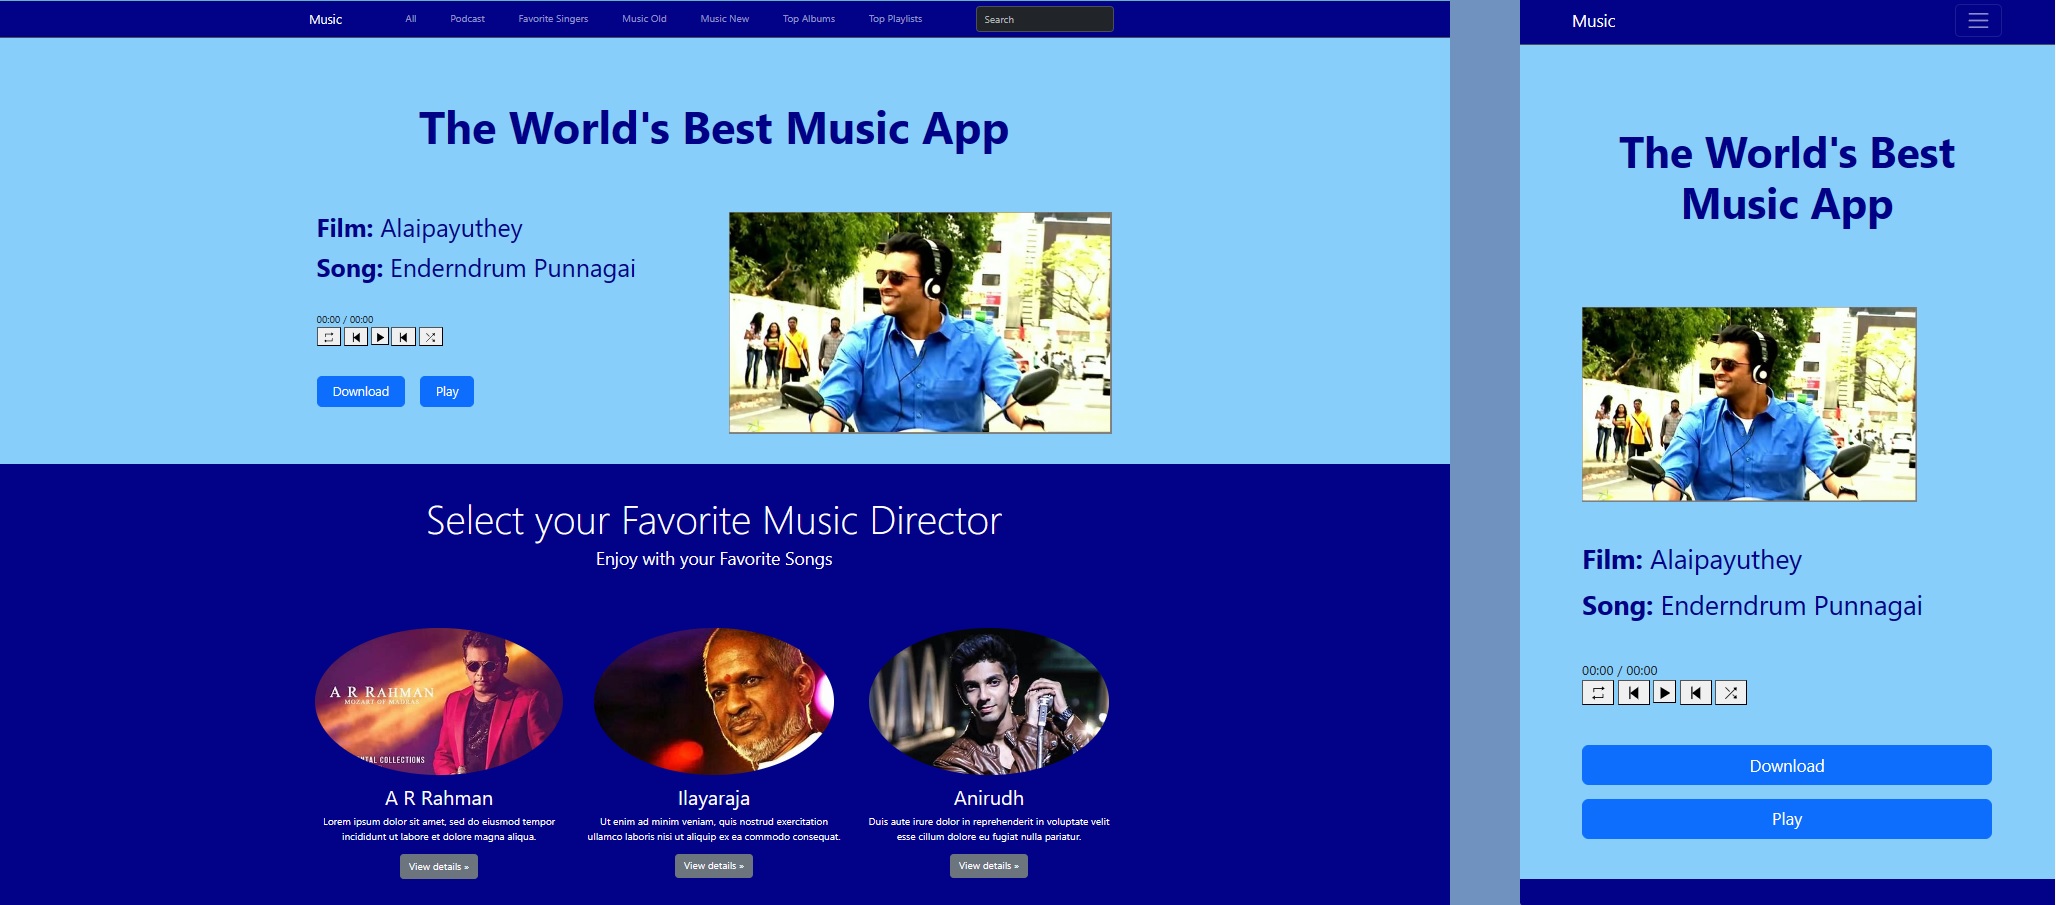 Music
All
Podcast
Favorite Singers
Music Old
Music New
Top Albums
Top Playlists
Search
The World's Best Music App
Film: Alaipayuthey
Song: Enderndrum Punnagai
00:00 / 00:00
Download
Play
Select your Favorite Music Director
Enjoy with your Favorite Songs
A R RAHMAN
MOZART OF MADRAS
NTAL COLLECTIONS
A R Rahman
Lorem ipsum dolor sit amet, sed do eiusmod tempor
incididunt ut labore et dolore magna aliqua.
View details »
Ilayaraja
Ut enim ad minim veniam, quis nostrud exercitation
ullamco laboris nisi ut aliquip ex ea commodo consequat.
View details »
Anirudh
Duis aute irure dolor in reprehenderit in voluptate velit
esse cillum dolore eu fugiat nulla pariatur.
View details »
Music
The World's Best
Music App
Film: Alaipayuthey
Song: Enderndrum Punnagai
00:00 / 00:00
Download
Play